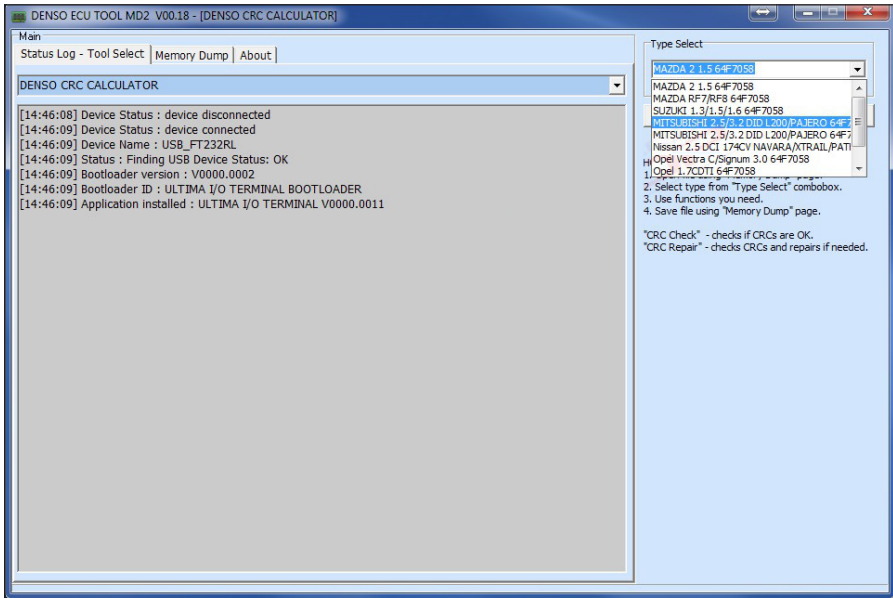 DENSO ECU TOOL MD2 V00.18 - [DENSO CRC CALCULATOR]
Main
Status Log - Tool Select
Memory Dump
About
DENSO CRC CALCULATOR
[14:46:08] Device Status : device disconnected
[14:46:09] Device Status : device connected
[14:46:09] Device Name : USB_FT232RL
[14:46:09] Status : Finding USB Device Status: OK
[14:46:09] Bootloader version : V0000.0002
[14:46:09] Bootloader ID : ULTIMA I/O TERMINAL BOOTLOADER
[14:46:09] Application installed : ULTIMA I/O TERMINAL V0000.0011
Type Select
MAZDA 2 1.5 64F7058
MAZDA 2 1.5 64F7058
MAZDA RF7/RF8 64F7058
SUZUKI 1.3/1.5/1.6 64F7058
MITSUBISHI 2.5/3.2 DID L200/PAJERO 64F7
MITSUBISHI 2.5/3.2 DID L200/PAJERO 64F7
Nissan 2.5 DCI 174CV NAVARA/XTRAIL/PATH
Opel Vectra C/Signum 3.0 64F7058
Opel 1.7CDTI 64F7058
2. Select type from "Type Select" combobox.
3. Use functions you need.
4. Save file using "Memory Dump" page.
"CRC Check" - checks if CRCs are OK.
"CRC Repair" - checks CRCs and repairs if needed.